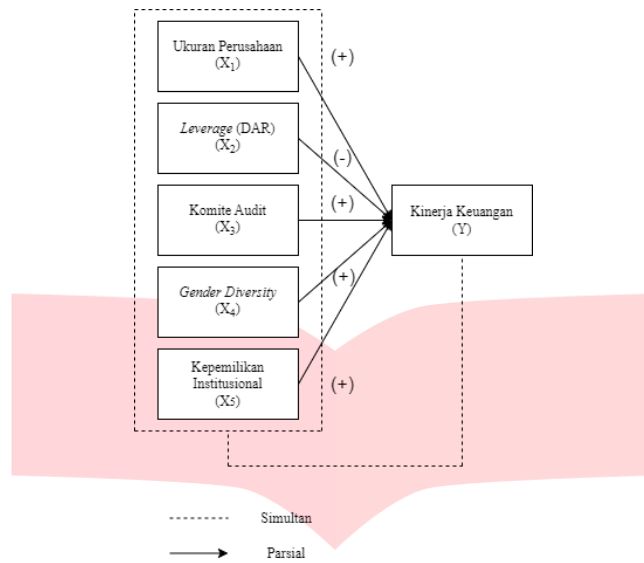 Ukuran Perusahaan
(X1)
(+)
Leverage (DAR)
(X2)
(-)
Komite Audit
(X3)
(+)
Kinerja Keuangan
(Y)
Gender Diversity
(X4)
(+)
Kepemilikan
Institusional
(X5)
(+)
Simultan
Parsial